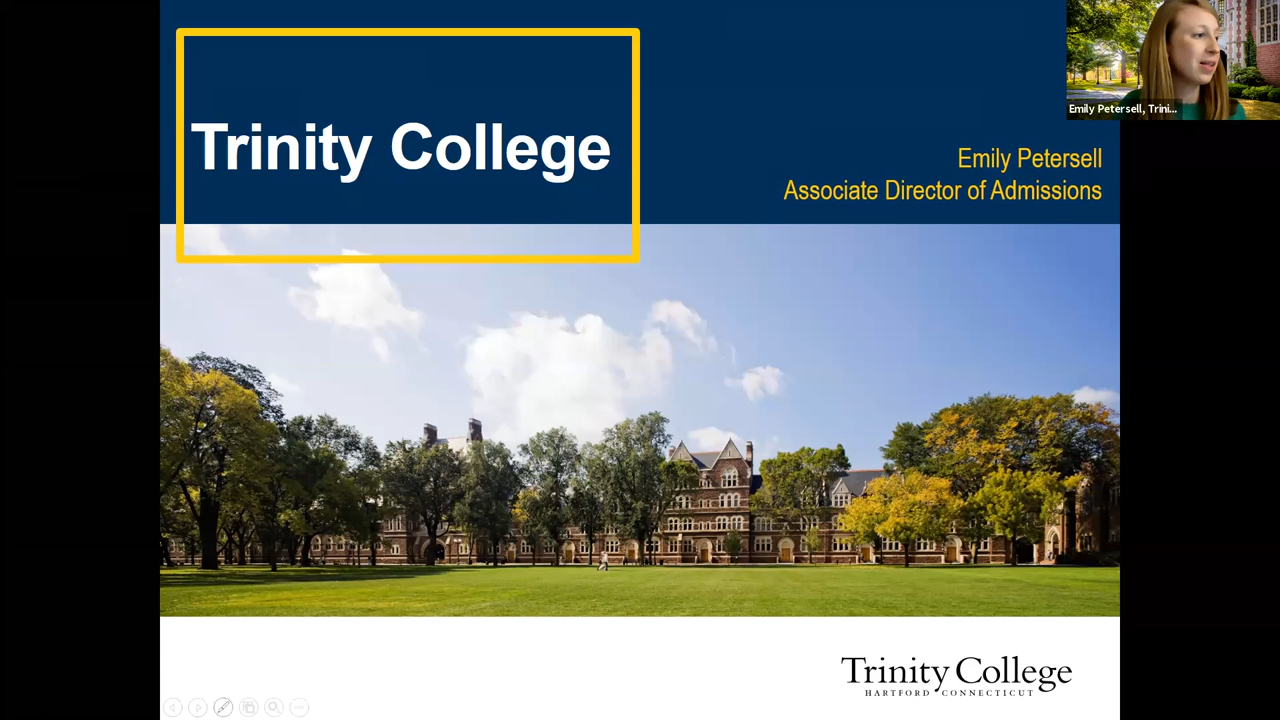 Trinity College
Emily Petersell
Associate Director of Admissions
Emily Petersell, Trini...
Trinity College
HARTFORD CONNECTICUT